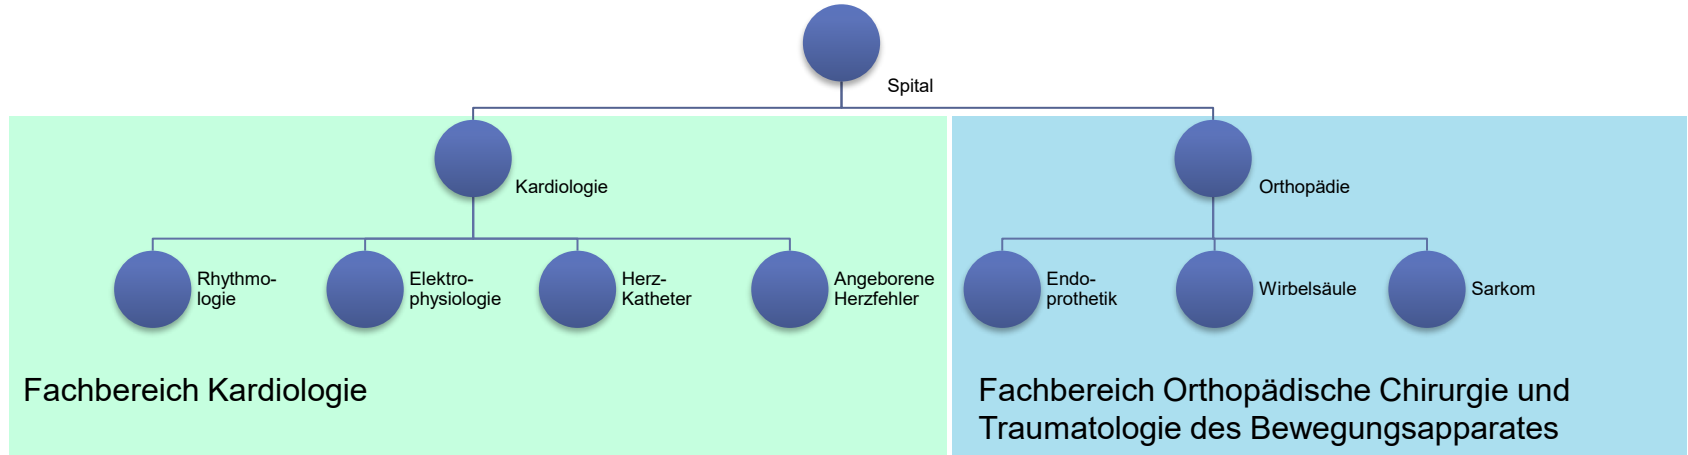 Spital
Kardiologie
Orthopädie
Rhythmo-
logie
Elektro-
physiologie
Herz-
Katheter
Angeborene
Herzfehler
Endo-
prothetik
Wirbelsäule
Sarkom
Fachbereich Kardiologie
Fachbereich Orthopädische Chirurgie und
Traumatologie des Bewegungsapparates